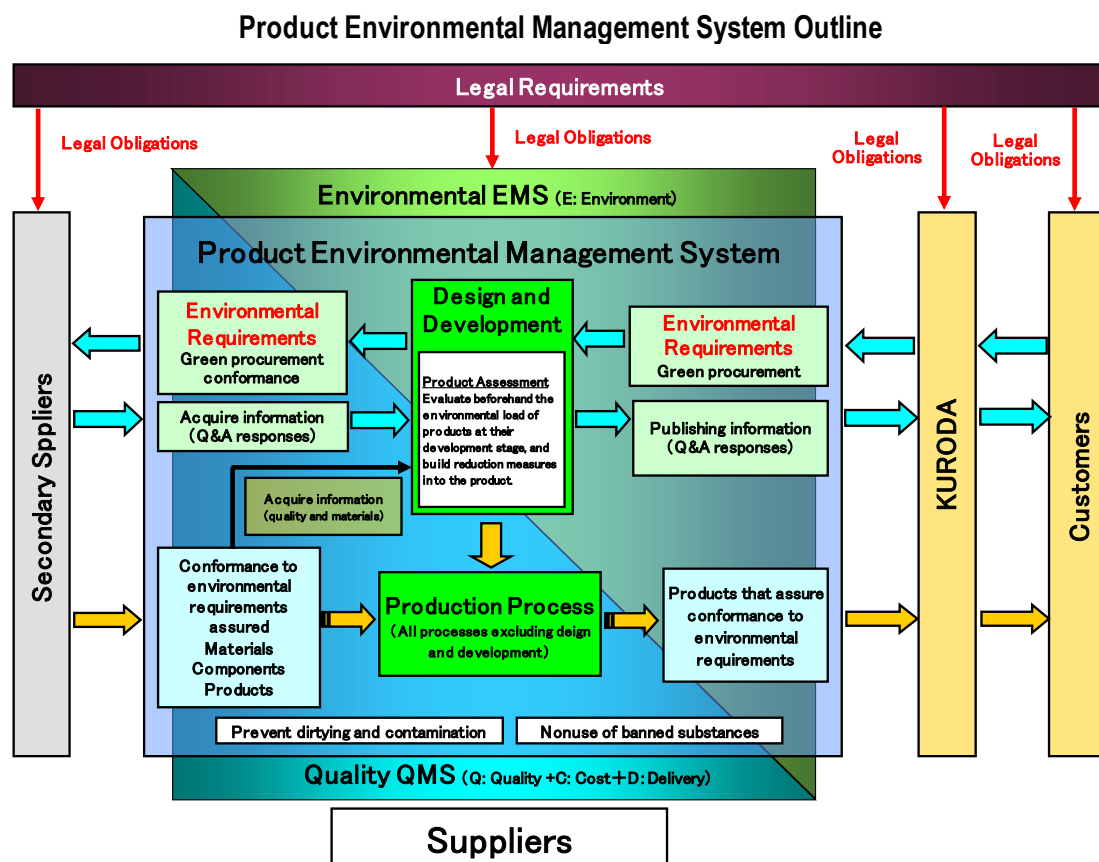 Product Environmental Management System Outline
Legal Requirements
Legal Obligations
Legal Obligations
Legal
Obligations
Legal
Obligations
Environmental EMS (E: Environment)
Product Environmental Management System
Secondary Sppliers
Environmental
Requirements
Green procurement
conformance
Acquire information
(Q&A responses)
Acquire information
(quality and materials)
Conformance to
environmental
requirements
assured
Materials
Components
Products
Design and
Development
Product Assessment
Evaluate beforehand the
environmental load of
products at their
development stage, and
build reduction measures
into the product.
Production Process
(All processes excluding deign
and development)
Environmental
Requirements
Green procurement
Publishing information
(Q&A responses)
Products that assure
conformance to
environmental
requirements
KURODA
Customers
Prevent dirtying and contamination
Nonuse of banned substances
Quality QMS (Q: Quality +C: Cost+D: Delivery)
Suppliers